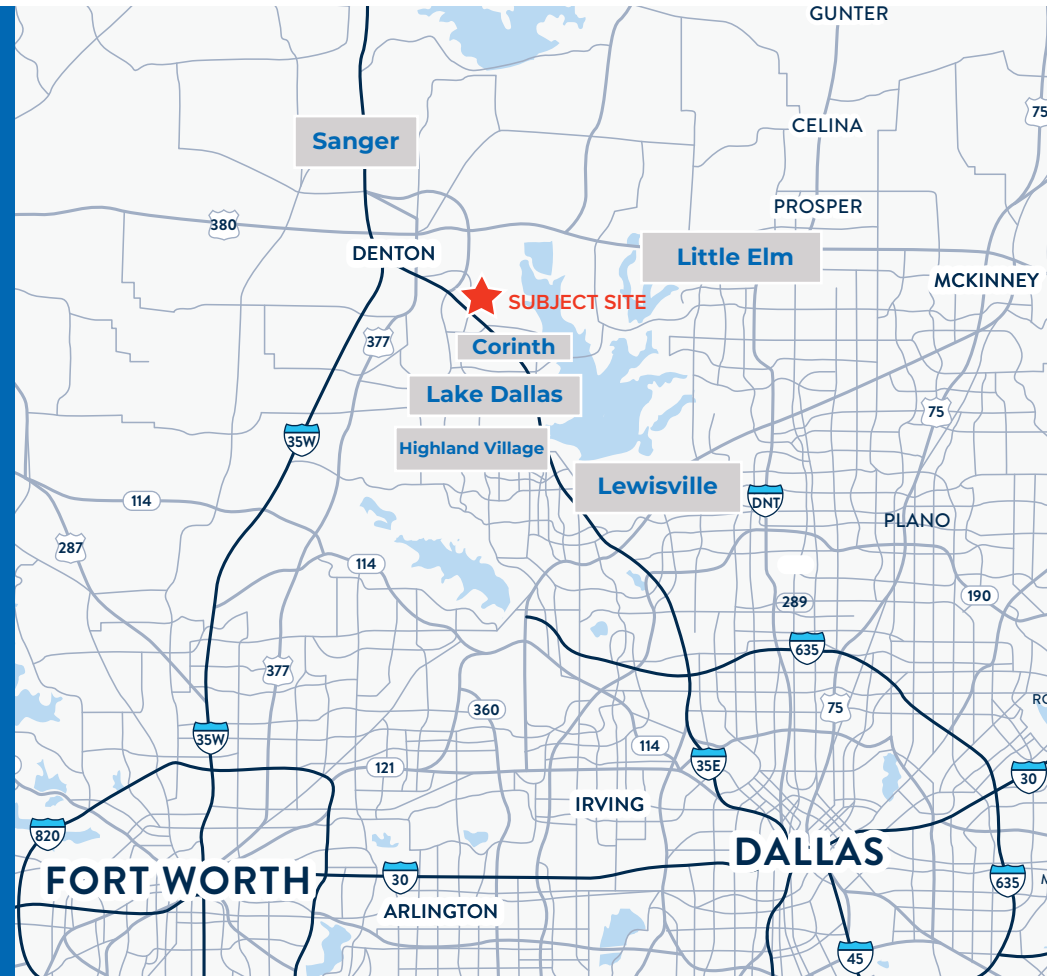 GUNTER
75
CELINA
Sanger
PROSPER
380
DENTON
Little Elm
MCKINNEY
SUBJECT SITE
377
Corinth
Lake Dallas
75
35W
Highland Village
Lewisville
114
DNT
PLANO
287
114
289
190
635
377
360
75
35W
114
121
35E
30
IRVING
820
DALLAS
FORT WORTH
30
635
ARLINGTON
45